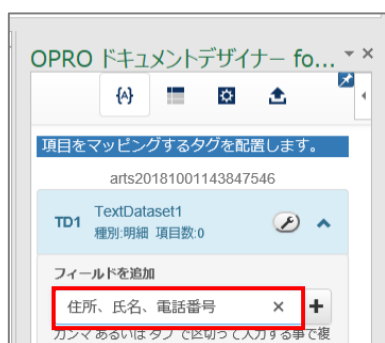 OPRO ドキュメントデザイナー fo...
{A}
項目をマッピングするタグを配置します。
arts20181001143847546
TD1 TextDataset1
種別:明細 項目数:0
フィールドを追加
住所、氏名、電話番号 × +
カンマあるいはタブで区切って入力する事で複